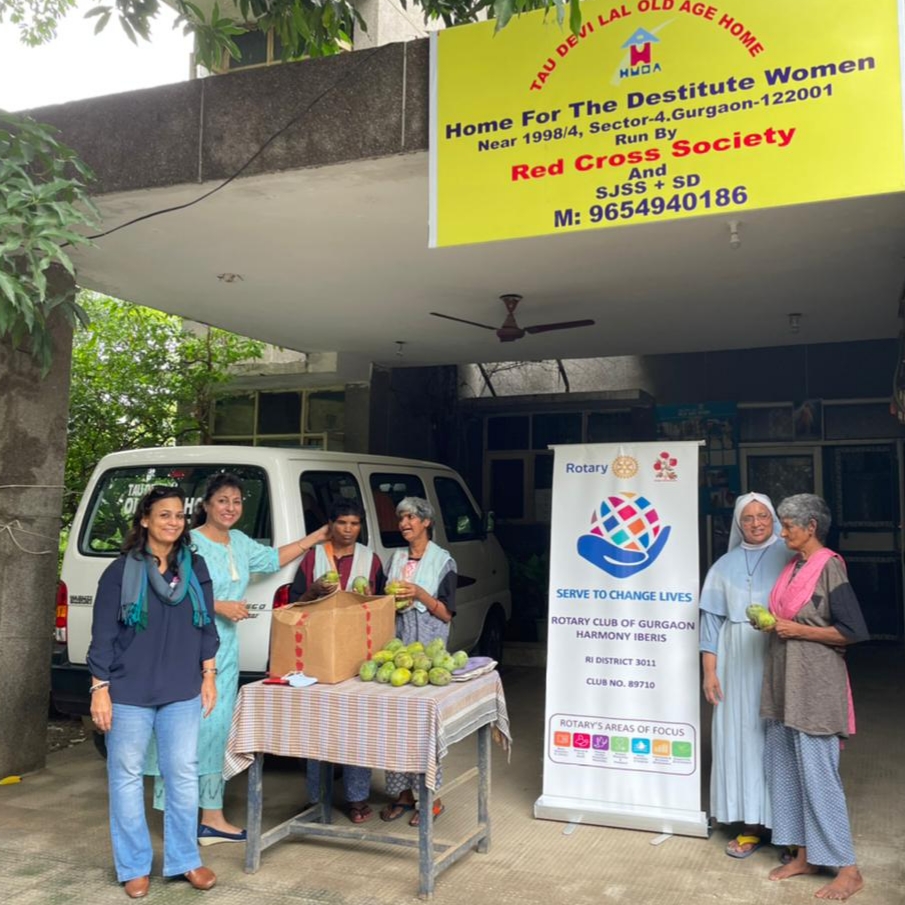 TAU DEVI LAL OLD AGE HOME
HWDA
Home For The Destitute Women
Near 1998/4, Sector-4.Gurgaon-122001
Run By
Red Cross Society
And
SJSS + SD
M: 9654940186
Rotary
SERVE TO CHANGE LIVES
ROTARY CLUB OF GURGAON
HARMONY IBERIS
RI DISTRICT 3011
CLUB NO. 89710
ROTARY'S AREAS OF FOCUS